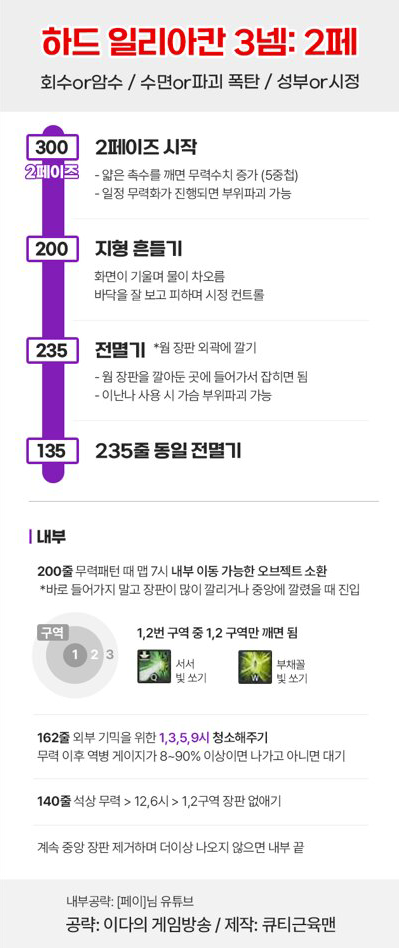 하드 일리아칸 3넴: 2페
회수or암수 / 수면or파괴 폭탄 / 성부or시정
300
2페이즈
2페이즈 시작
- 얇은 촉수를 깨면 무력수치 증가 (5중첩)
- 일정 무력화가 진행되면 부위파괴 가능
200
지형 흔들기
화면이 기울며 물이 차오름
바닥을 잘 보고 피하며 시정 컨트롤
235
전멸기 *웜 장판 외곽에 깔기
- 웜 장판을 깔아둔 곳에 들어가서 잡히면 됨
- 이난나 사용 시 가슴 부위파괴 가능
135
235줄 동일 전멸기
내부
200줄 무력패턴 때 맵 7시 내부 이동 가능한 오브젝트 소환
*바로 들어가지 말고 장판이 많이 깔리거나 중앙에 깔렸을 때 진입
구역
1 2 3
1,2번 구역 중 1,2 구역만 깨면 됨
Q
서서
빛 쏘기
W
부채꼴
빛 쏘기
162줄 외부 기믹을 위한 1,3,5,9시 청소해주기
무력 이후 역병 게이지가 8~90% 이상이면 나가고 아니면 대기
140줄 석상 무력 > 12,6시 > 1,2구역 장판 없애기
계속 중앙 장판 제거하며 더이상 나오지 않으면 내부 끝
내부공략: [페이]님 유튜브
공략: 이다의 게임방송 / 제작: 큐티근육맨